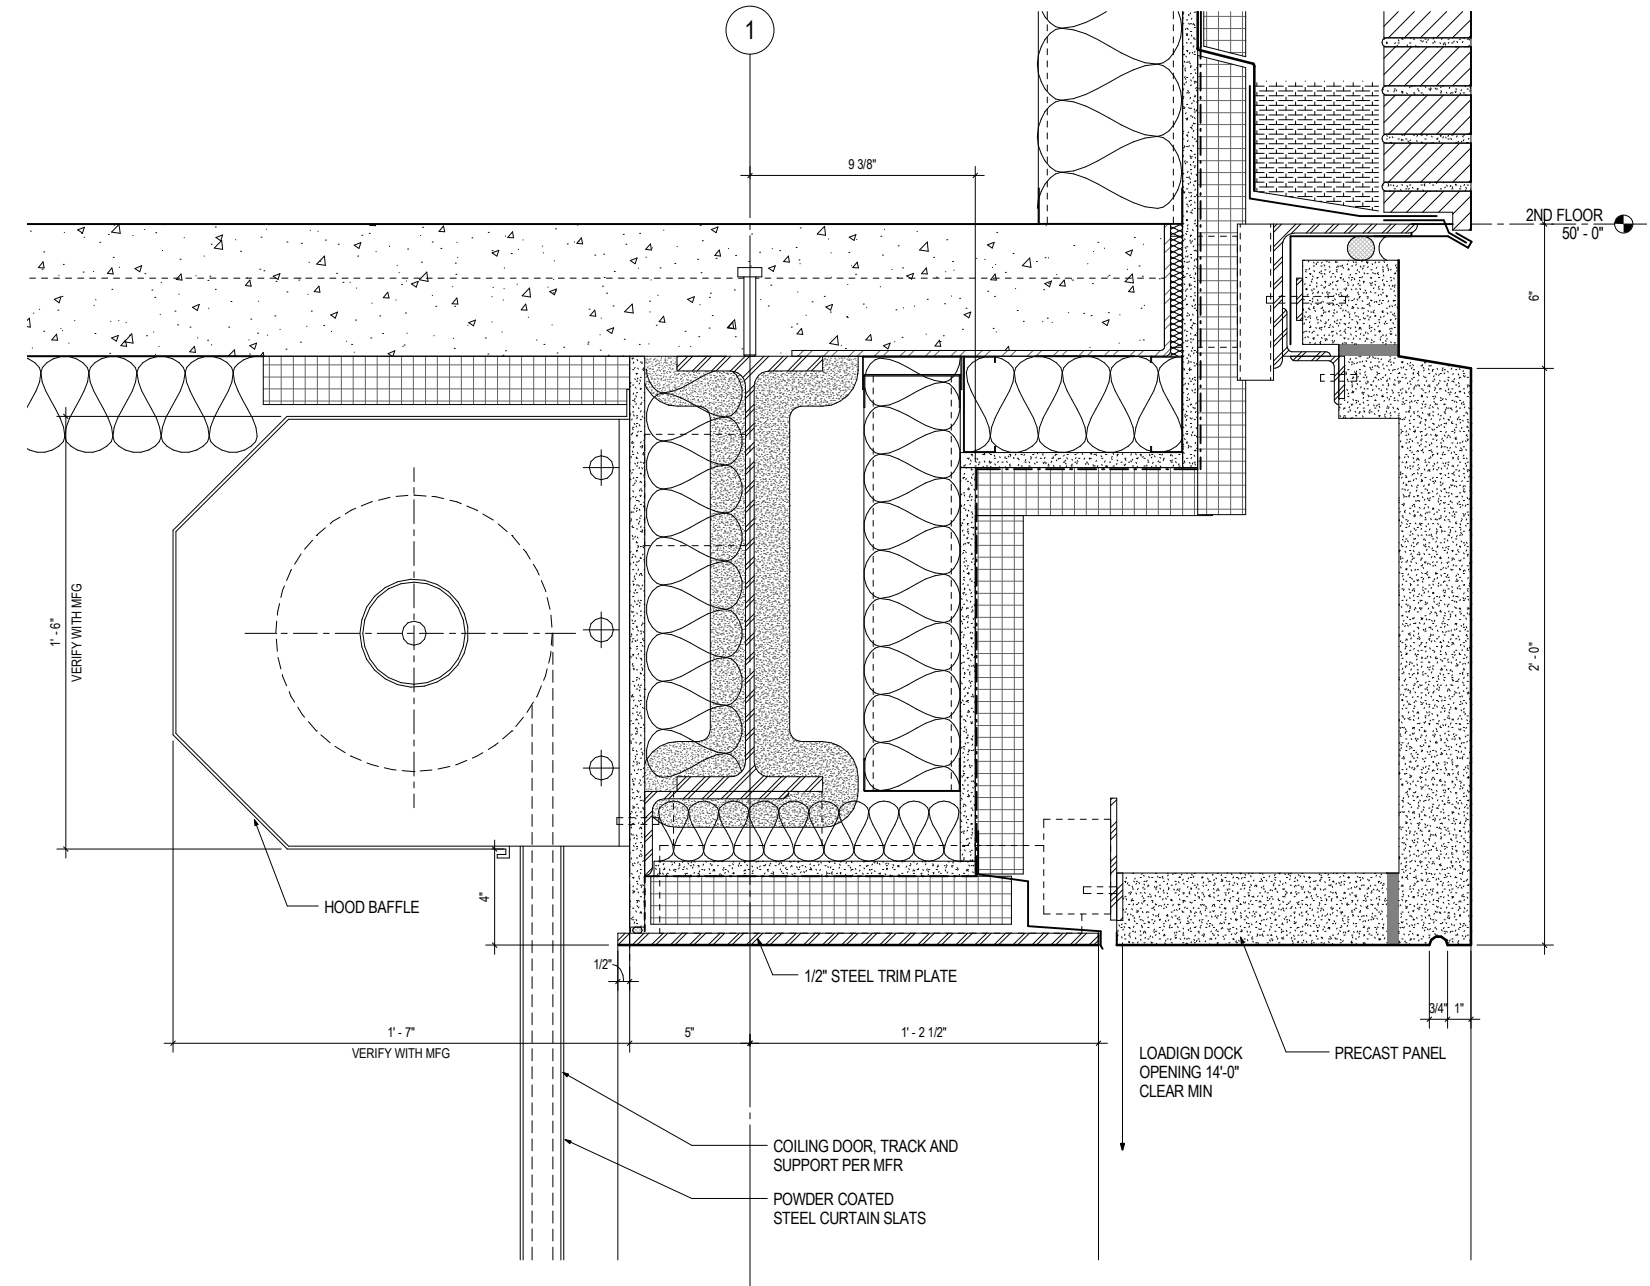 1
9 3/8"
2ND FLOOR
50' - 0"
6"
1' - 6"
VERIFY WITH MFG
2' - 0"
HOOD BAFFLE
4"
1/2"
1/2" STEEL TRIM PLATE
3/4"
1"
1' - 7"
VERIFY WITH MFG
5"
1' - 2 1/2"
LOADIGN DOCK
OPENING 14'-0"
CLEAR MIN
PRECAST PANEL
COILING DOOR, TRACK AND
SUPPORT PER MFR
POWDER COATED
STEEL CURTAIN SLATS